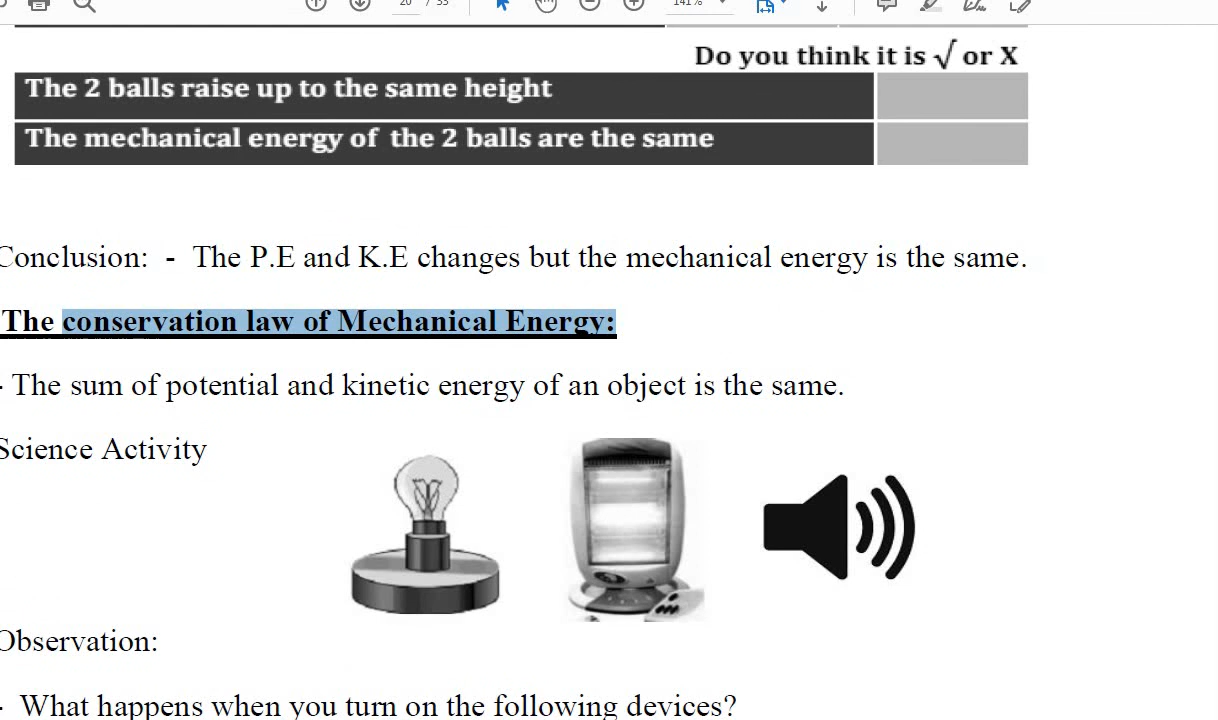 20 / 33
141%
Do you think it is √ or X
The 2 balls raise up to the same height
The mechanical energy of the 2 balls are the same
Conclusion: - The P.E and K.E changes but the mechanical energy is the same.
The conservation law of Mechanical Energy:
- The sum of potential and kinetic energy of an object is the same.
Science Activity
Observation:
- What happens when you turn on the following devices?